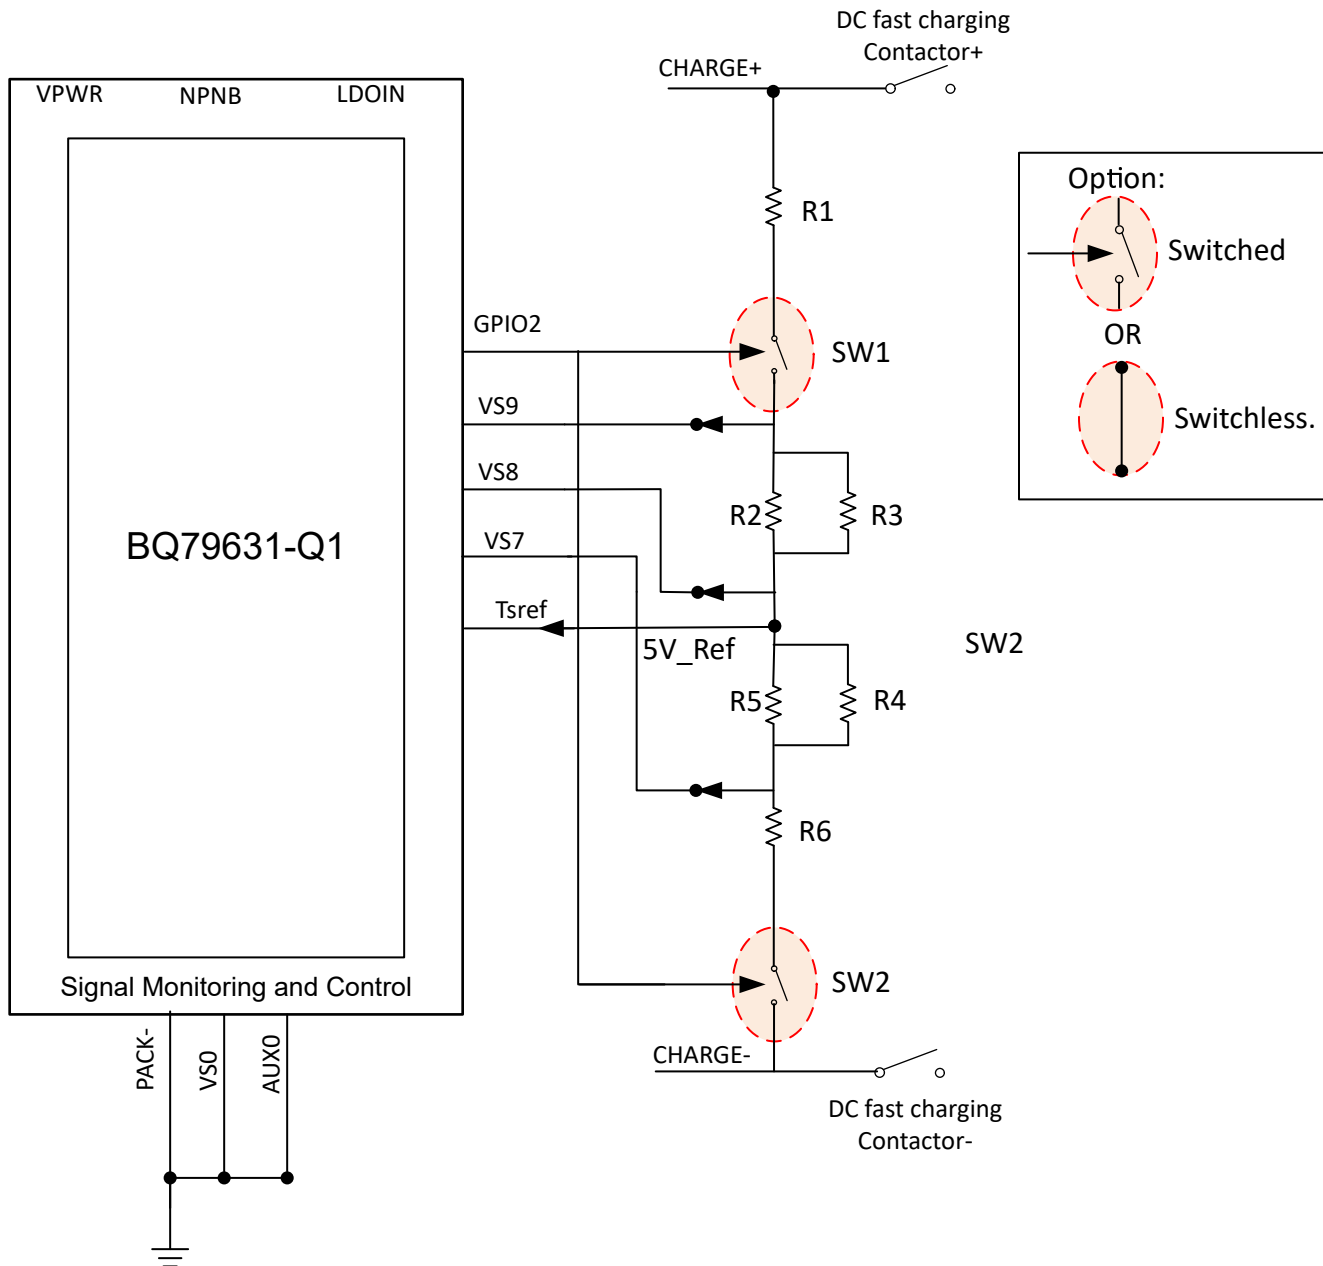 DC fast charging
Contactor+
CHARGE+
VPWR NPNB LDOIN
Option:
R1
Switched
GPIO2
OR
SW1
VS9
Switchless.
VS8
R2 R3
BQ79631-Q1
VS7
Tsref
5V_Ref
SW2
R5 R4
R6
Signal Monitoring and Control
SW2
PACK-
VS0
AUX0
CHARGE-
DC fast charging
Contactor-